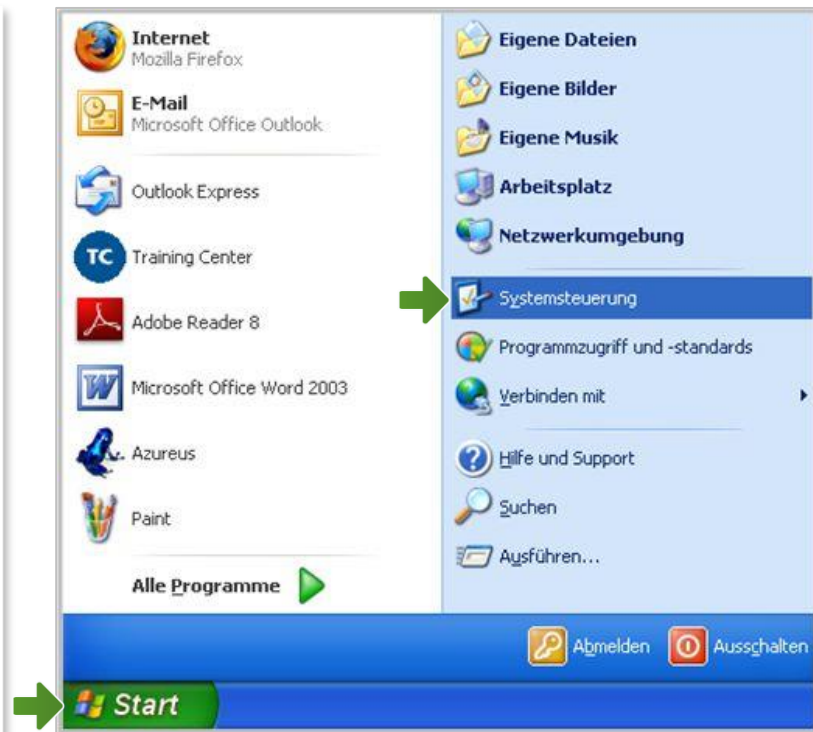 Internet
Mozilla Firefox
E-Mail
Microsoft Office Outlook
Outlook Express
TC
Training Center
Adobe Reader 8
Microsoft Office Word 2003
Azureus
Paint
Alle Programme
Eigene Dateien
Eigene Bilder
Eigene Musik
Arbeitsplatz
Netzwerkumgebung
Systemsteuerung
Programmzugriff und -standards
Verbinden mit
Hilfe und Support
Suchen
Ausführen...
Abmelden
Ausschalten
Start